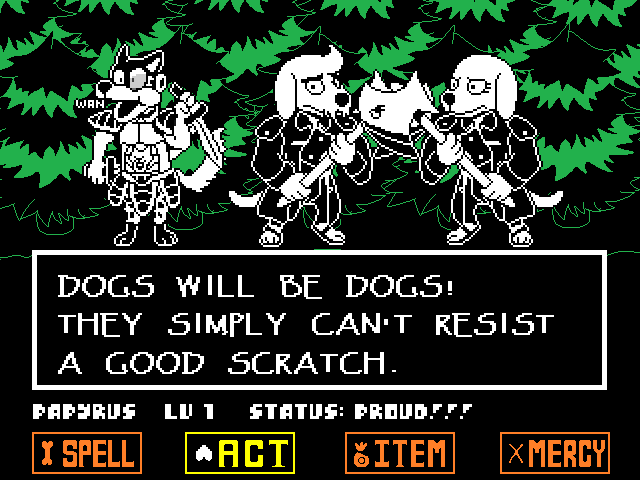 WAN
DOGS WILL BE DOGS!
THEY SIMPLY CAN'T RESIST
A GOOD SCRATCH.
PAPYRUS LV 1 STATUS: PROUD!!!
SPELL ACT ITEM MERCY